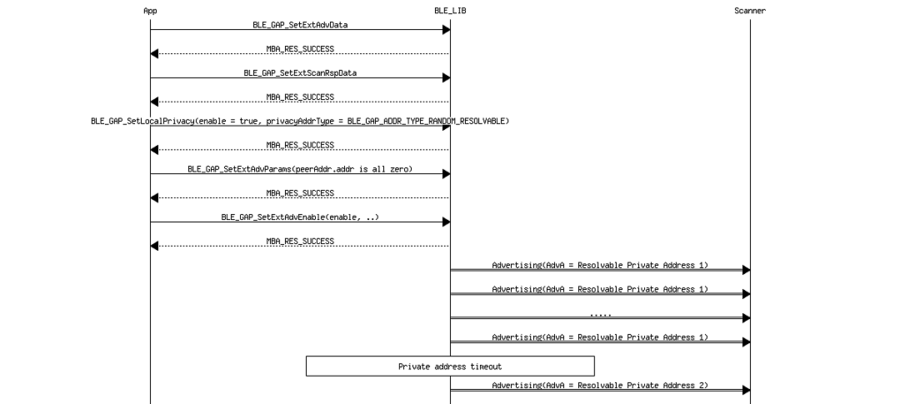 App BLE_LIB Scanner
BLE_GAP_SetExtAdvData
MBA_RES_SUCCESS
BLE_GAP_SetExtScanRspData
MBA_RES_SUCCESS
BLE_GAP_SetLocalPrivacy(enable = true, privacyAddrType = BLE_GAP_ADDR_TYPE_RANDOM_RESOLVABLE)
MBA_RES_SUCCESS
BLE_GAP_SetExtAdvParams(peerAddr.addr is all zero)
MBA_RES_SUCCESS
BLE_GAP_SetExtAdvEnable(enable, ..)
MBA_RES_SUCCESS
Advertising(AdvA = Resolvable Private Address 1)
Advertising(AdvA = Resolvable Private Address 1)
.....
Advertising(AdvA = Resolvable Private Address 1)
Private address timeout
Advertising(AdvA = Resolvable Private Address 2)